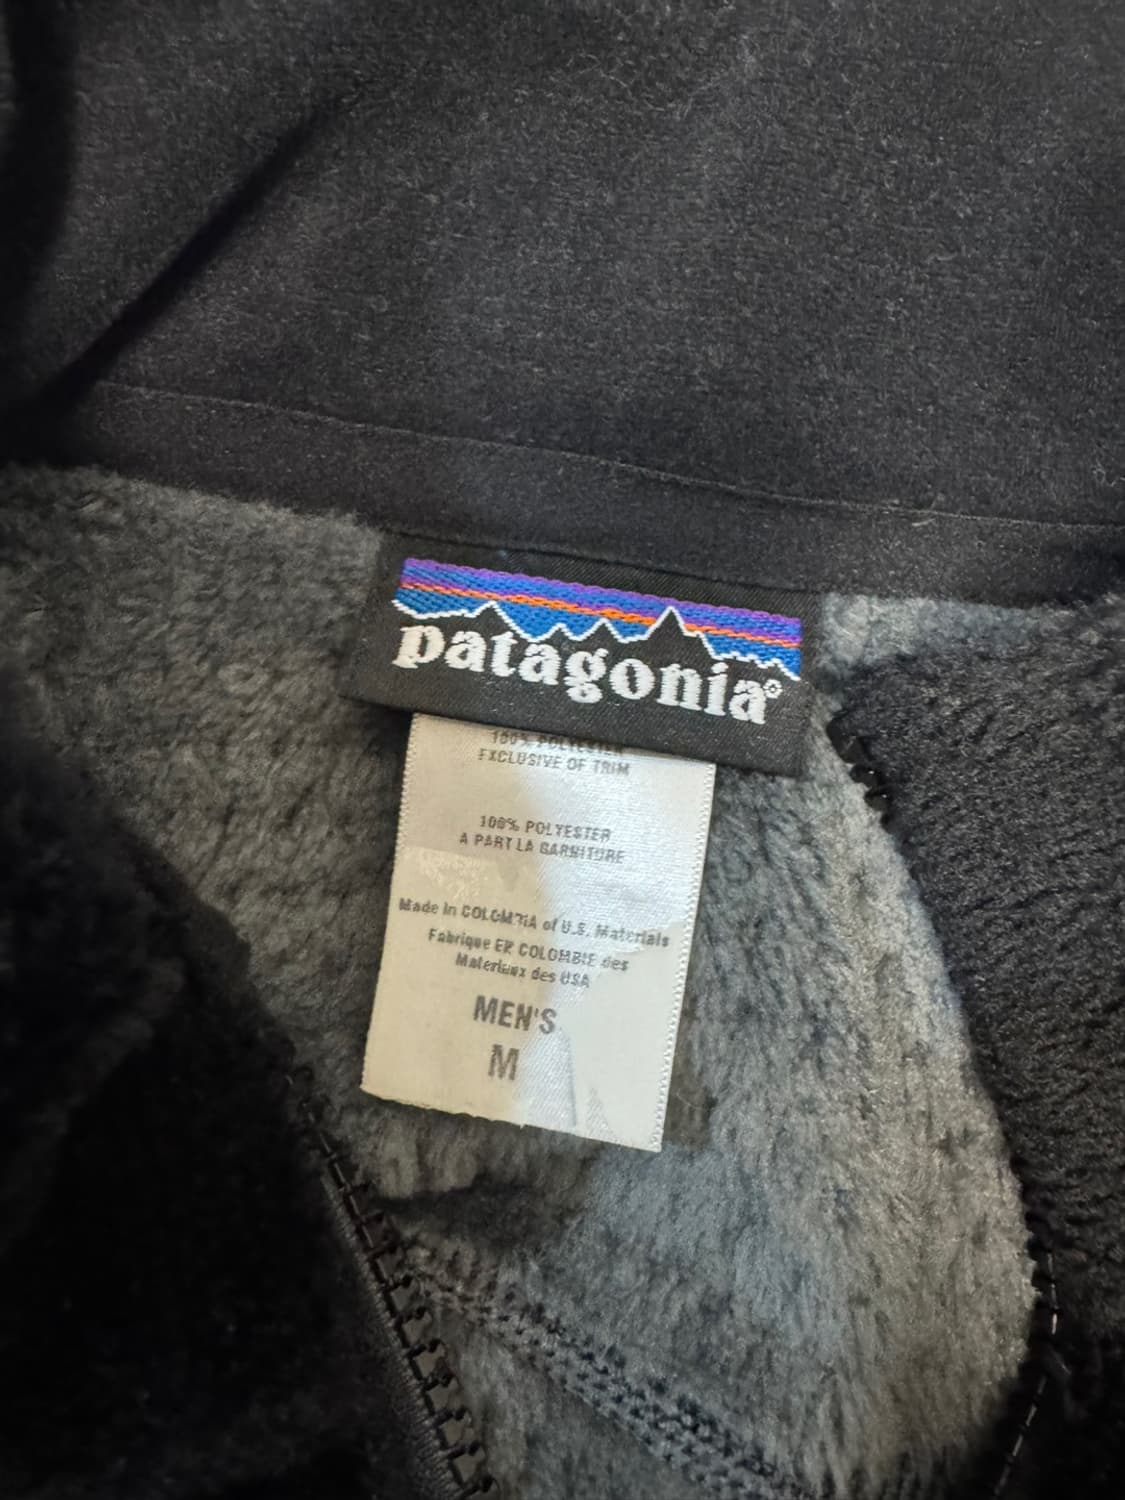 patagonia®
100% POLYESTER
EXCLUSIVE OF TRIM
100% POLYESTER
A PART LA GARNITURE
Made in COLOMBIA of U.S. Materials
Fabrique EN COLOMBIE des
Materiaux des USA
MEN'S
M